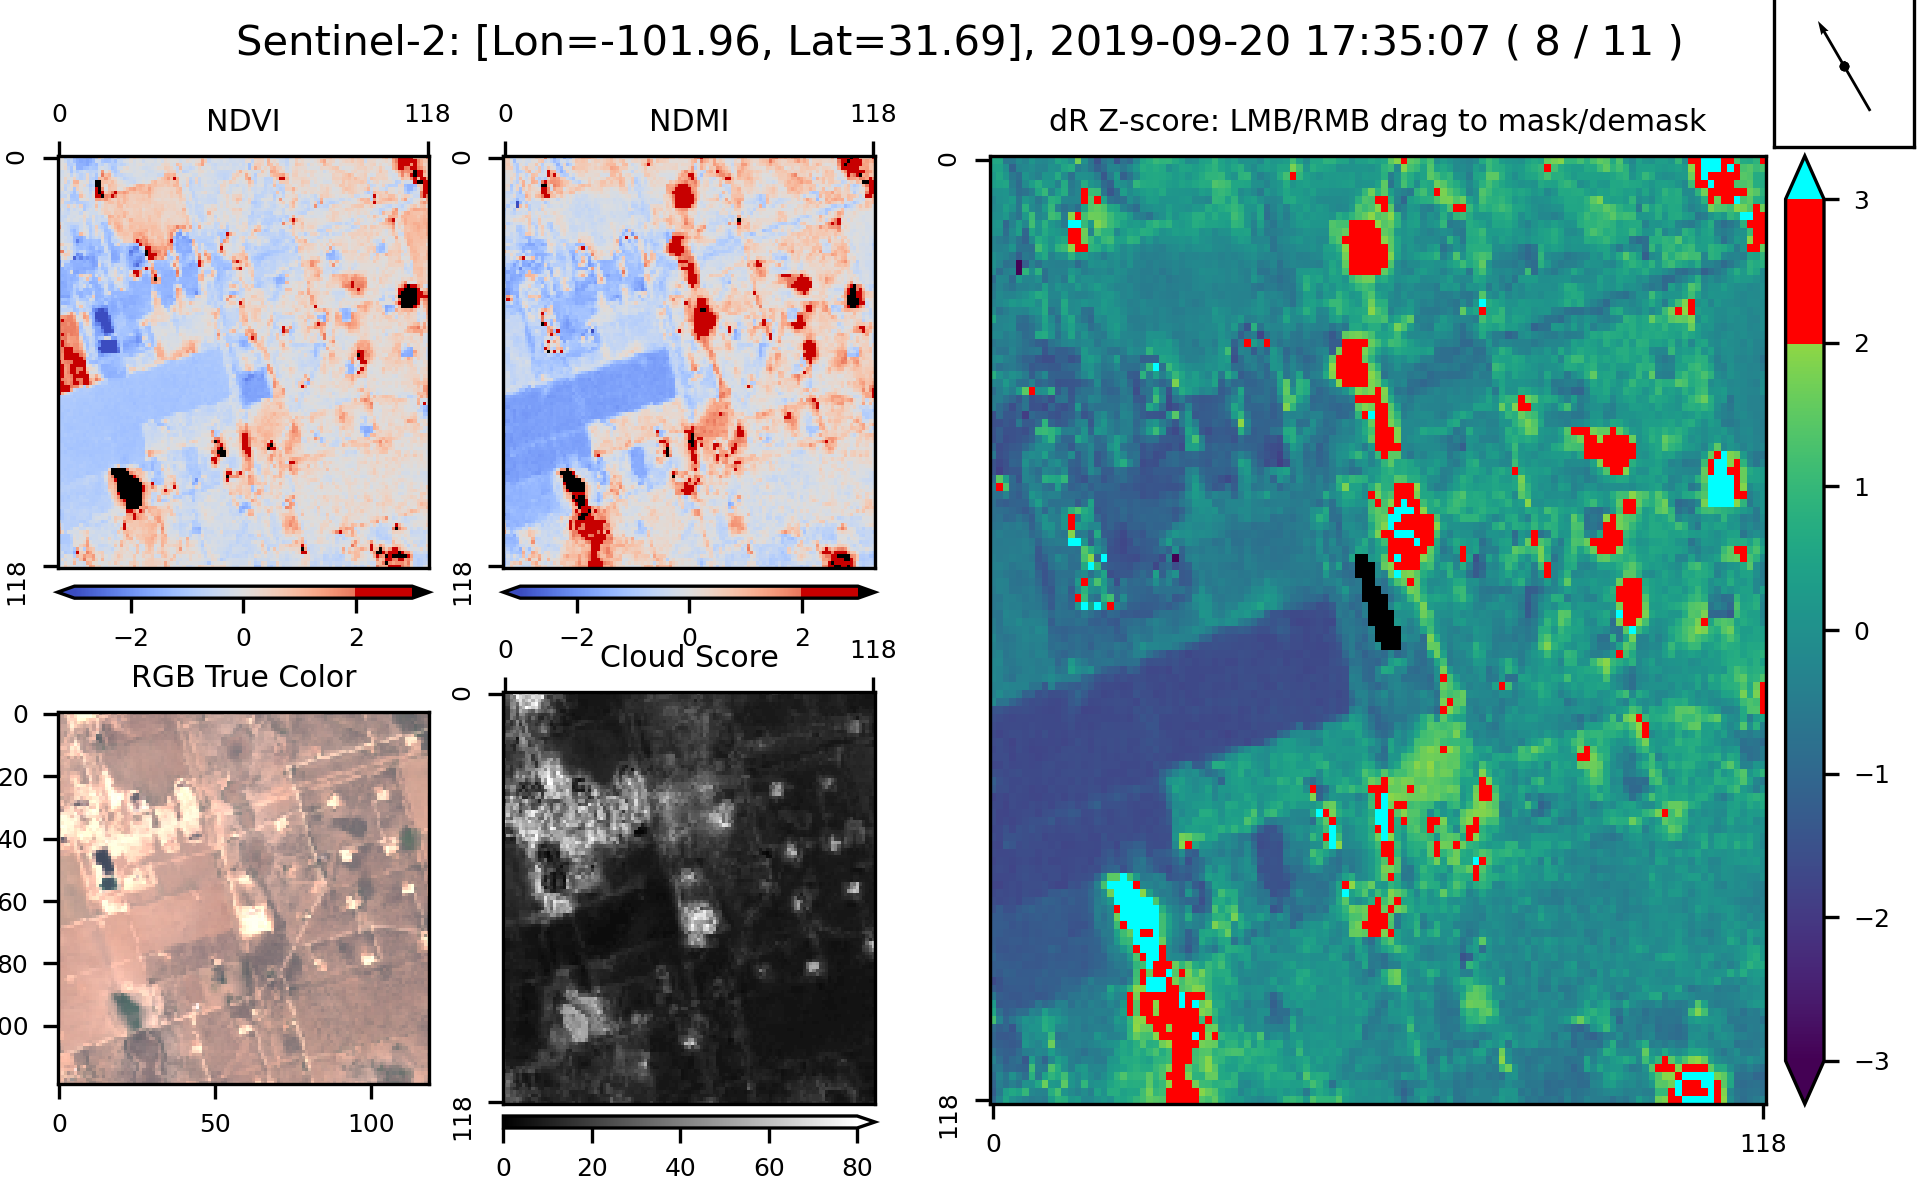 Sentinel-2: [Lon=-101.96, Lat=31.69], 2019-09-20 17:35:07 ( 8 / 11 )
0 NDVI 118
0
118
−2 0 2
0 NDMI 118
0
118
−2 0 2
dR Z-score: LMB/RMB drag to mask/demask
0
118
0 118
3
2
1
0
−1
−2
−3
RGB True Color
0
20
40
60
80
00
0 50 100
0 Cloud Score 118
0
118
0 20 40 60 80